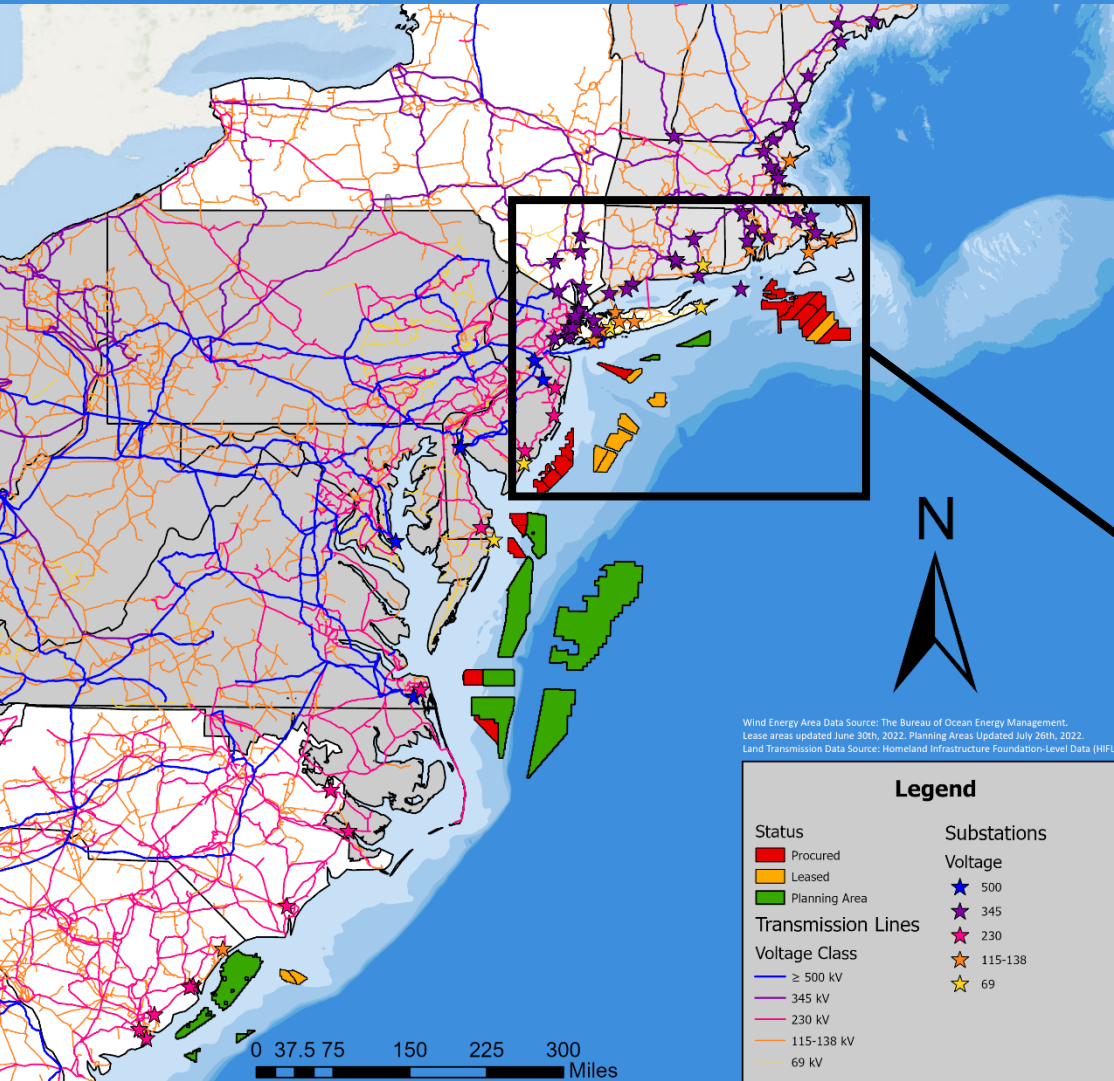 N
Wind Energy Area Data Source: The Bureau of Ocean Energy Management.
Lease areas updated June 30th, 2022. Planning Areas Updated July 26th, 2022.
Land Transmission Data Source: Homeland Infrastructure Foundation-Level Data (HIFL
Legend
Status
Procured
Leased
Planning Area
Transmission Lines
Voltage Class
≥ 500 kV
345 kV
230 kV
115-138 kV
69 kV
Substations
Voltage
500
345
230
115-138
69
0 37.5 75 150 225 300
Miles